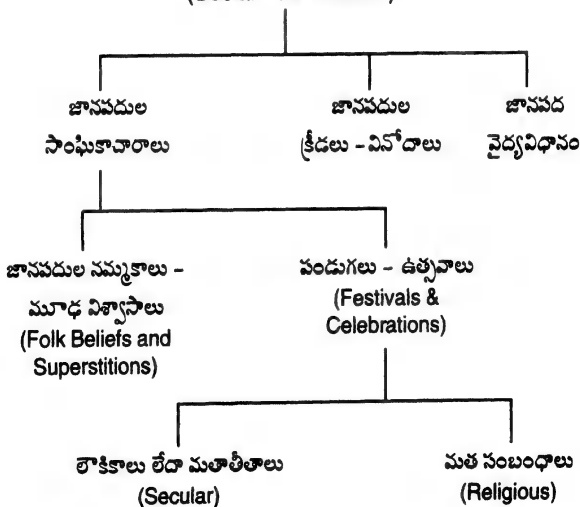 జానపదుల
సాంఘికాచారాలు
జానపదుల
క్రీడలు – వినోదాలు
జానపద
వైద్యవిధానం
జానపదుల నమ్మకాలు –
మూఢ విశ్వాసాలు
(Folk Beliefs and
Superstitions)
పండుగలు – ఉత్సవాలు
(Festivals &
Celebrations)
లౌకికాలు లేదా మతాతీతాలు
(Secular)
మత సంబంధాలు
(Religious)